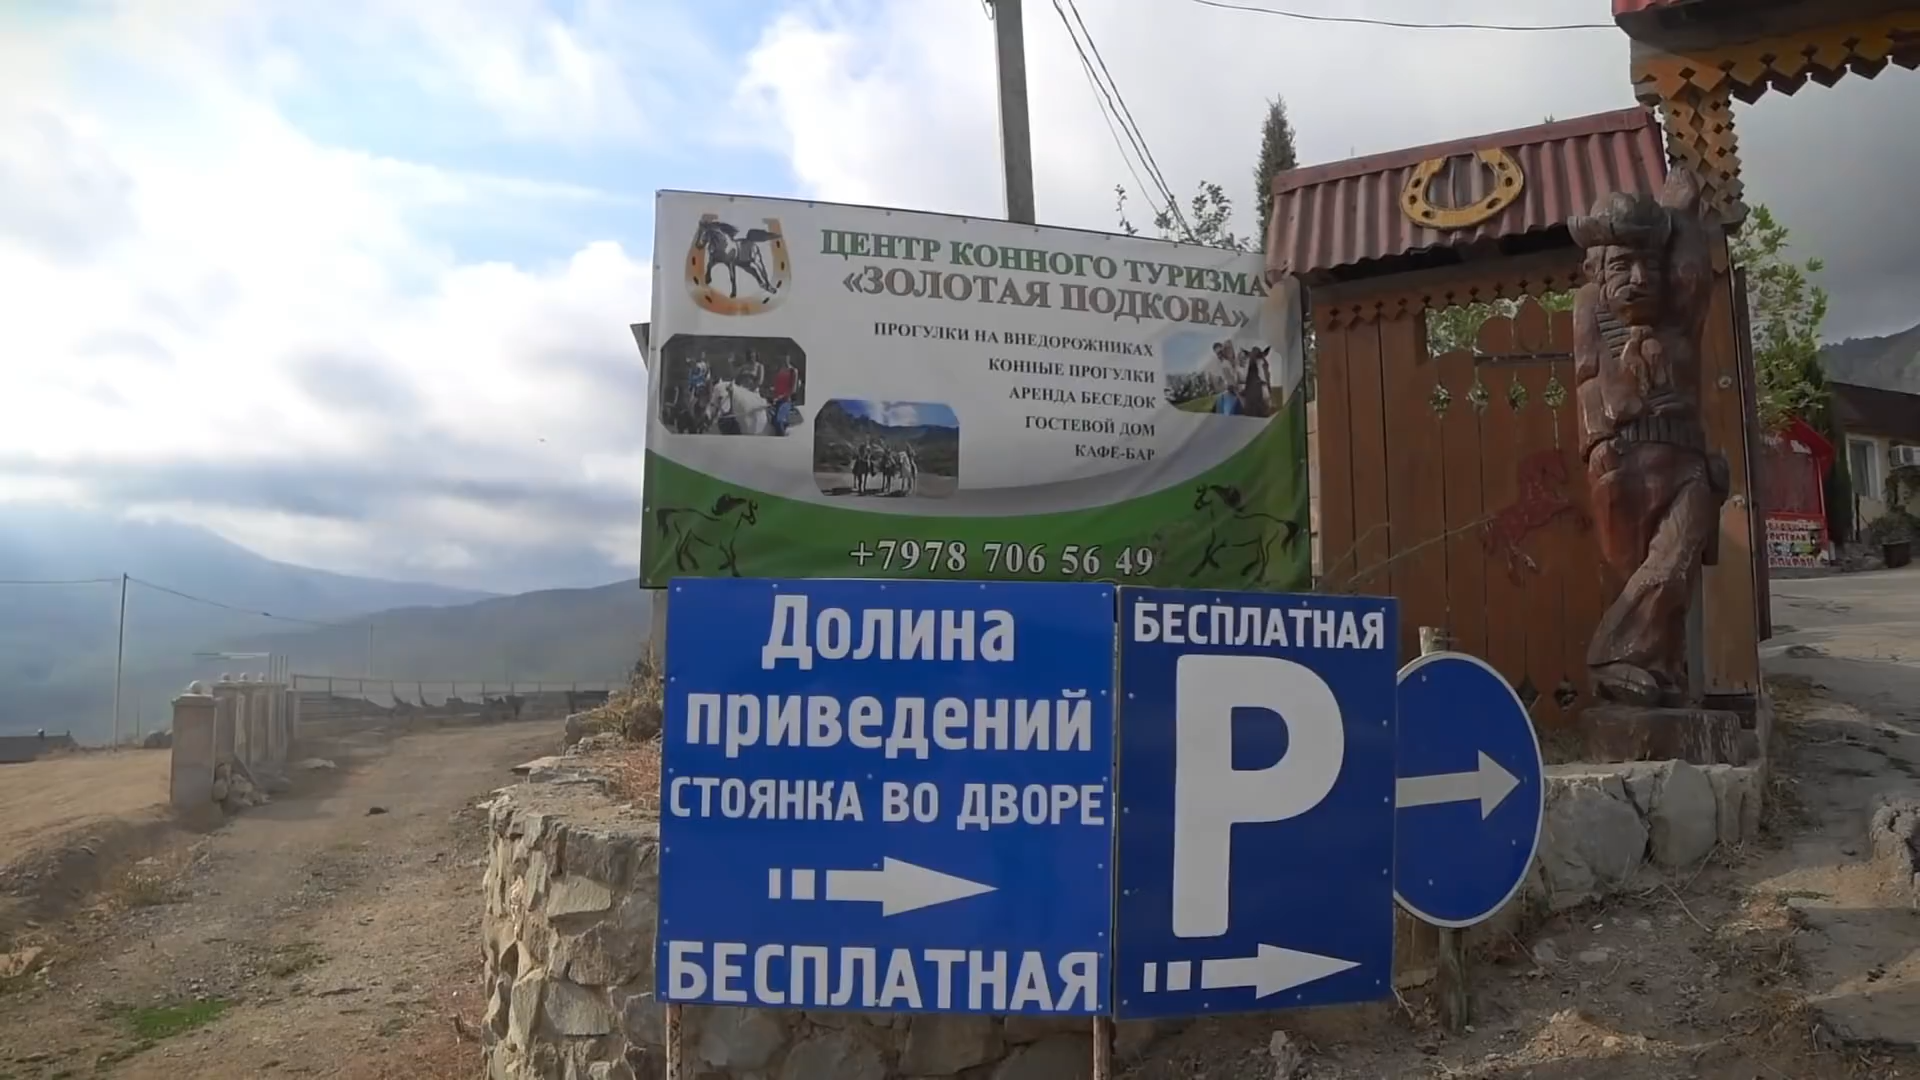 ЦЕНТР КОННОГО ТУРИЗМА
«ЗОЛОТАЯ ПОДКОВА»
ПРОГУЛКИ НА ВНЕДОРОЖНИКАХ
КОННЫЕ ПРОГУЛКИ
АРЕНДА БЕСЕДОК
ГОСТЕВОЙ ДОМ
КАФЕ-БАР
+7978 706 56 49
Долина
приведений
СТОЯНКА ВО ДВОРЕ
БЕСПЛАТНАЯ
БЕСПЛАТНАЯ
P